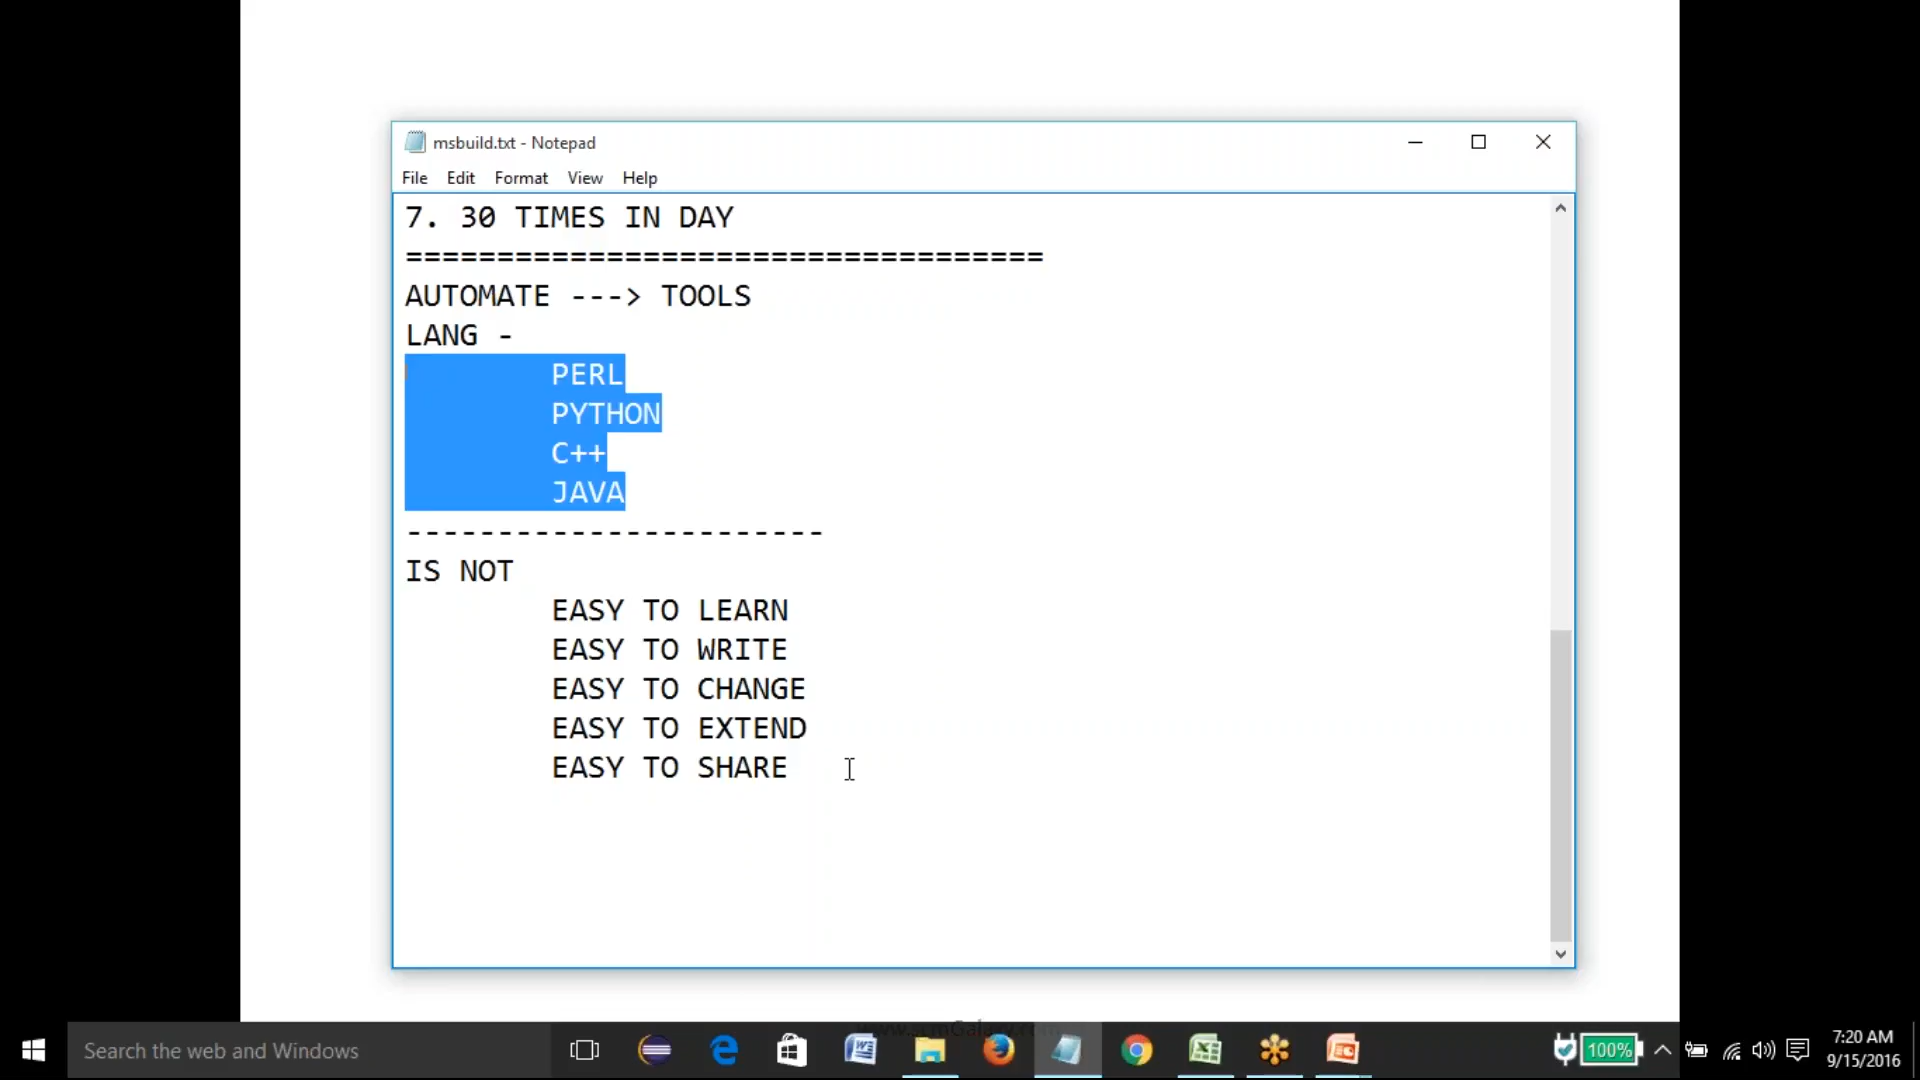 msbuild.txt - Notepad
File Edit Format View Help
7. 30 TIMES IN DAY
===================================
AUTOMATE ---> TOOLS
LANG -
PERL
PYTHON
C++
JAVA
-----------------------
IS NOT
EASY TO LEARN
EASY TO WRITE
EASY TO CHANGE
EASY TO EXTEND
EASY TO SHARE
Search the web and Windows
100%
7:20 AM
9/15/2016